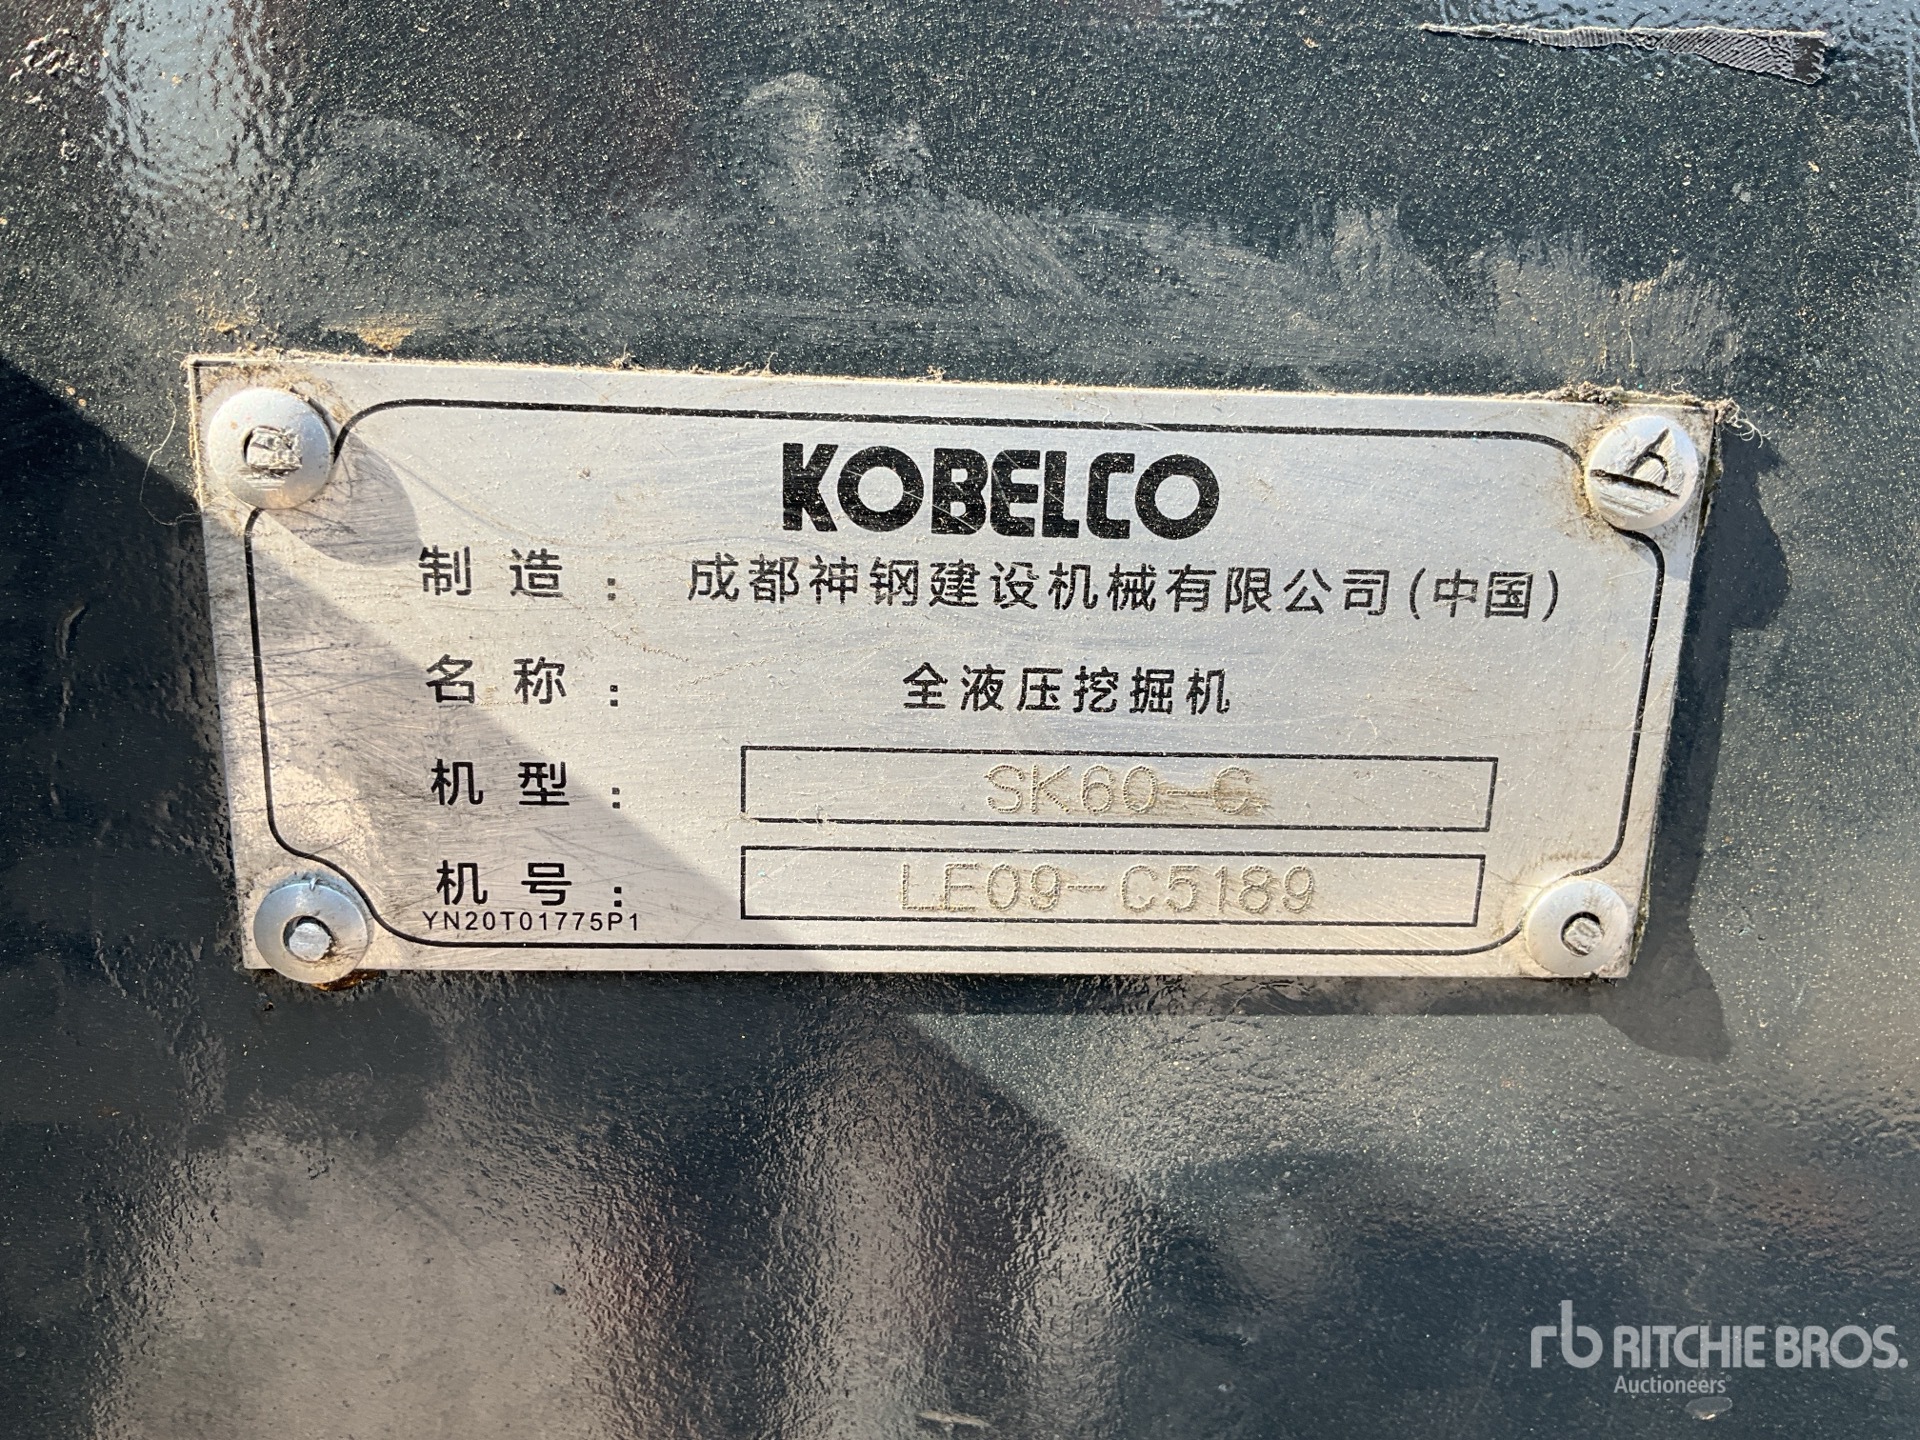 KOBELCO
制造： 成都神钢建设机械有限公司(中国)
名称： 全液压挖掘机
机型： SK60-C
机号： LE09-C5189
YN20T01775P1
rb RITCHIE BROS.
Auctioneers